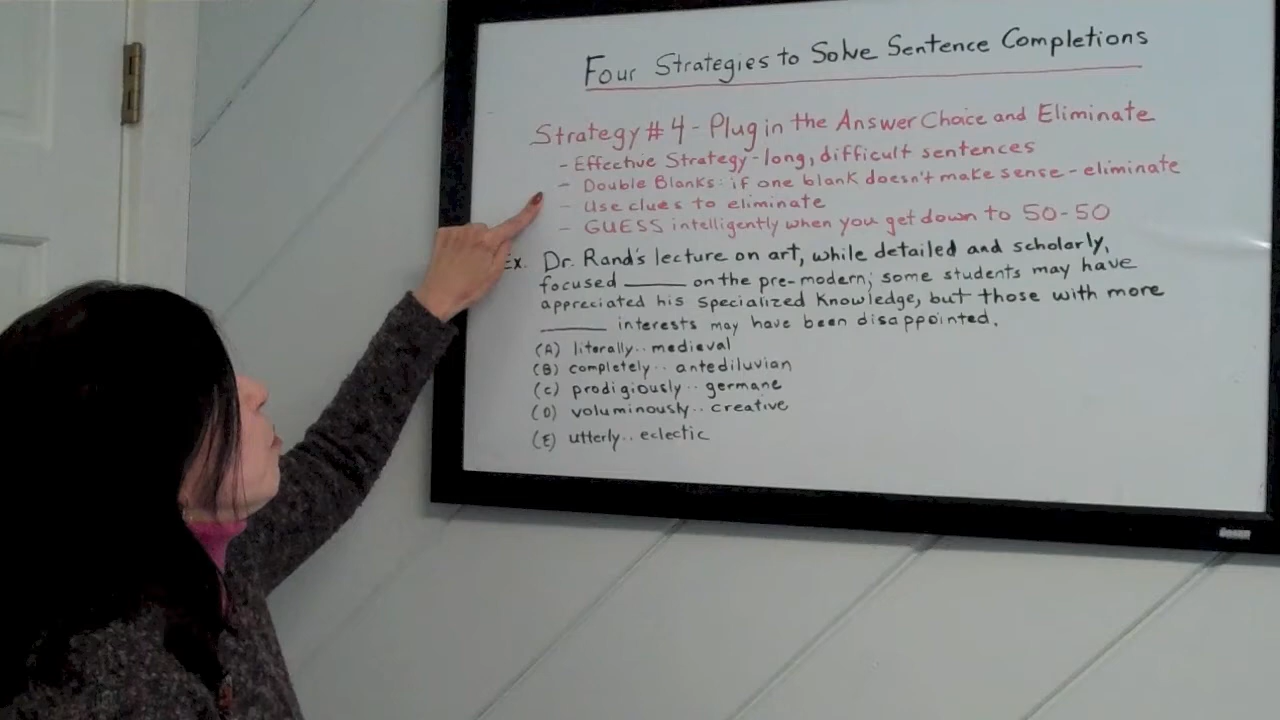 Four Strategies to Solve Sentence Completions
Strategy #4 - Plug in the Answer Choice and Eliminate
- Effective Strategy - long, difficult sentences
- Double Blanks: if one blank doesn't make sense - eliminate
- Use clues to eliminate
- GUESS intelligently when you get down to 50-50
Ex. Dr. Rand's lecture on art, while detailed and scholarly,
focused ______ on the pre-modern; some students may have
appreciated his specialized knowledge, but those with more
______ interests may have been disappointed.
(A) literally.. medieval
(B) completely.. antediluvian
(C) prodigiously.. germane
(D) voluminously.. creative
(E) utterly.. eclectic